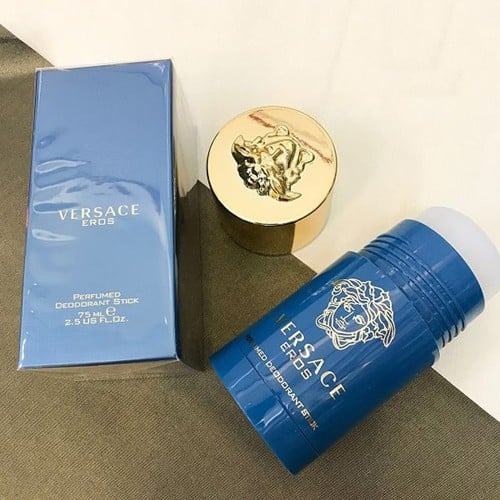 VERSACE
EROS
PERFUMED
DEODORANT STICK
75 ML ℮
2.5 US FL.OZ.
VERSACE
EROS
PERFUMED DEODORANT STICK